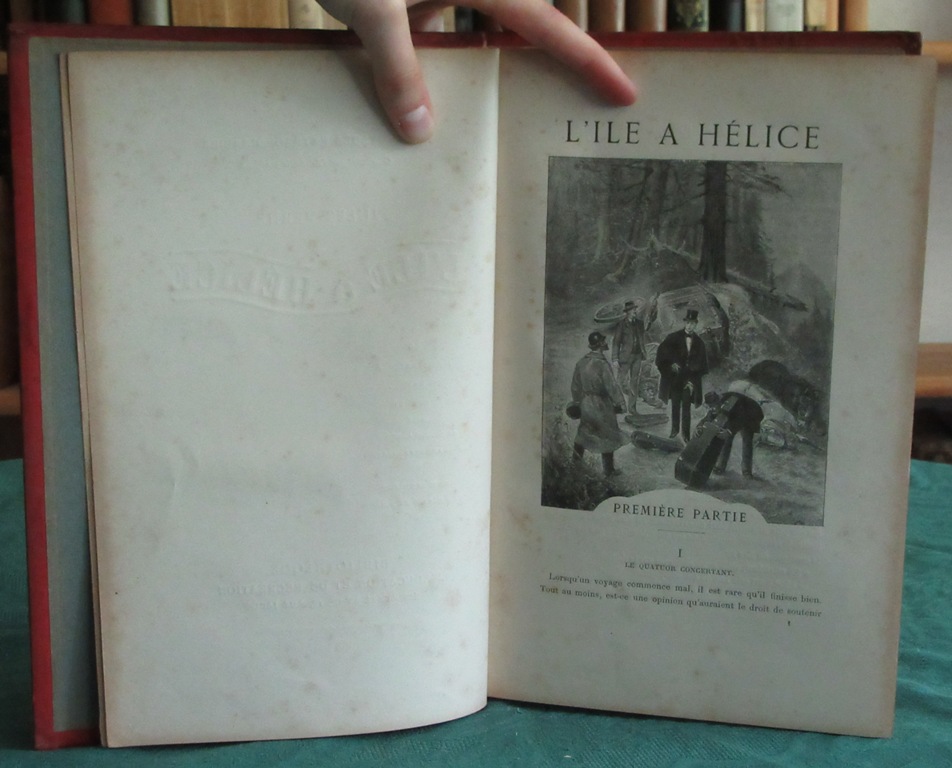 L'ILE A HÉLICE
PREMIÈRE PARTIE
I
LE QUATUOR CONCERTANT.
Lorsqu'un voyage commence mal, il est rare qu'il finisse bien.
Tout au moins, est-ce une opinion qu'auraient le droit de soutenir
1